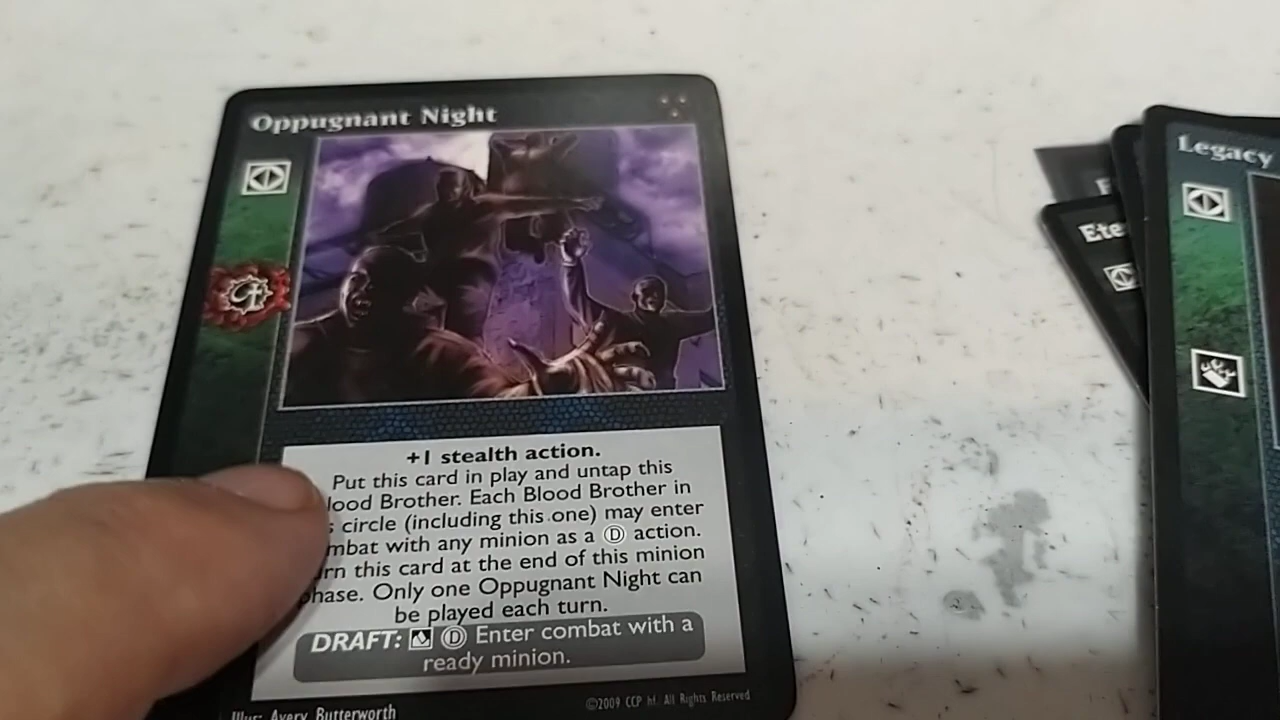 Oppugnant Night
+1 stealth action.
Put this card in play and untap this
lood Brother. Each Blood Brother in
s circle (including this one) may enter
mbat with any minion as a Ⓓ action.
rn this card at the end of this minion
phase. Only one Oppugnant Night can
be played each turn.
DRAFT: Ⓓ Enter combat with a
ready minion.
Illus: Avery Butterworth
©2009 CCP hf. All Rights Reserved
Legacy
Ete